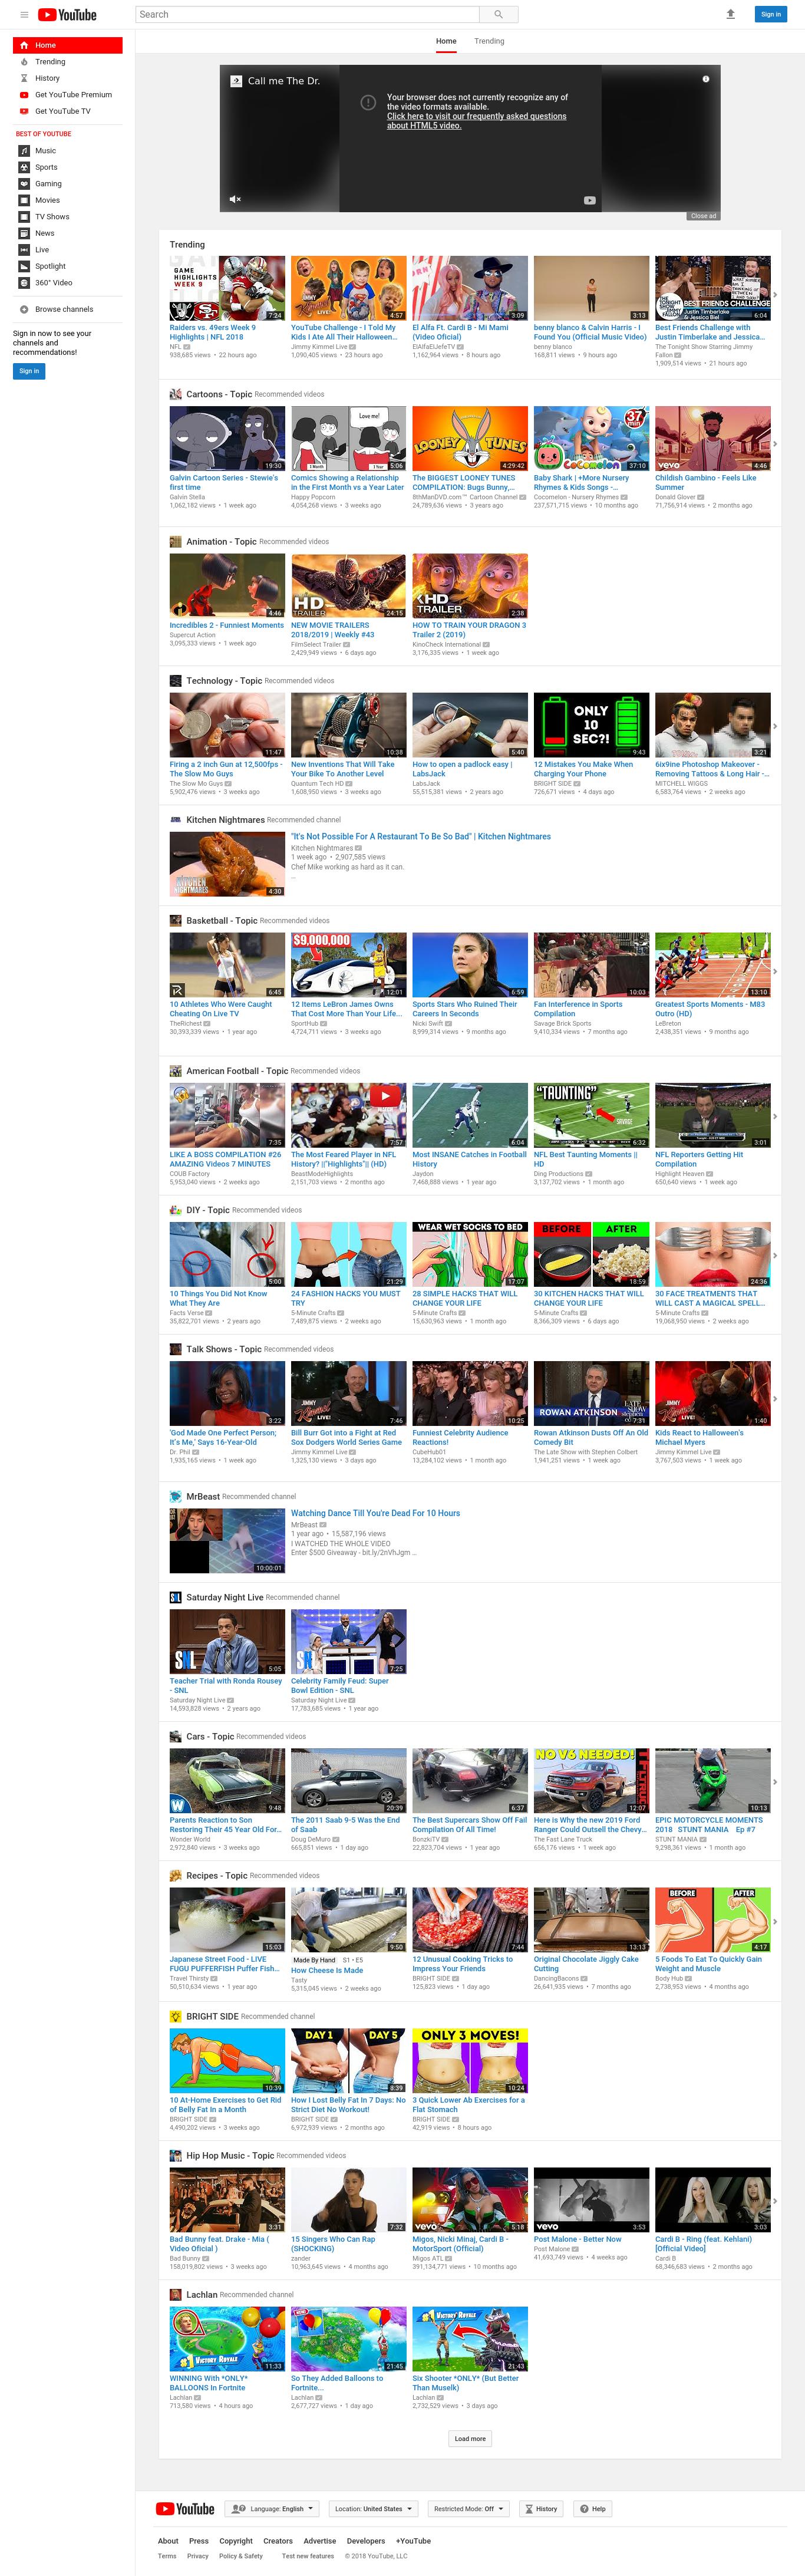 YouTube
Search
Sign in
Home
Trending
History
Get YouTube Premium
Get YouTube TV
BEST OF YOUTUBE
Music
Sports
Gaming
Movies
TV Shows
News
Live
Spotlight
360° Video
Browse channels
Sign in now to see your
channels and
recommendations!
Sign in
Home Trending
Call me The Dr.
Your browser does not currently recognize any of
the video formats available.
Click here to visit our frequently asked questions
about HTML5 video.
Close ad
Trending
GAME
HIGHLIGHTS
WEEK 9
7:24 4:57 3:09 3:13 6:04
BEST FRIENDS CHALLENGE
Justin Timberlake
& Jessica Biel
Raiders vs. 49ers Week 9
Highlights | NFL 2018
NFL
938,685 views • 22 hours ago
YouTube Challenge - I Told My
Kids I Ate All Their Halloween...
Jimmy Kimmel Live
1,090,405 views • 23 hours ago
El Alfa Ft. Cardi B - Mi Mami
(Video Oficial)
ElAlfaElJefeTV
1,162,964 views • 8 hours ago
benny blanco & Calvin Harris - I
Found You (Official Music Video)
benny blanco
168,811 views • 9 hours ago
Best Friends Challenge with
Justin Timberlake and Jessica...
The Tonight Show Starring Jimmy
Fallon
1,909,514 views • 21 hours ago
Cartoons - Topic Recommended videos
19:30 5:06 4:29:42 37:10 4:46
Love me!
1 Month 1 Year
LOONEY TUNES
37
Cocomelon
vevo
Galvin Cartoon Series - Stewie's
first time
Galvin Stella
1,062,182 views • 1 week ago
Comics Showing a Relationship
in the First Month vs a Year Later
Happy Popcorn
4,054,268 views • 3 weeks ago
The BIGGEST LOONEY TUNES
COMPILATION: Bugs Bunny,...
8thManDVD.com™ Cartoon Channel
24,789,636 views • 3 years ago
Baby Shark | +More Nursery
Rhymes & Kids Songs -...
Cocomelon - Nursery Rhymes
237,571,715 views • 10 months ago
Childish Gambino - Feels Like
Summer
Donald Glover
71,756,914 views • 2 months ago
Animation - Topic Recommended videos
4:46 24:15 2:38
HD
TRAILER
HD
TRAILER
Incredibles 2 - Funniest Moments
Supercut Action
3,095,333 views • 1 week ago
NEW MOVIE TRAILERS
2018/2019 | Weekly #43
FilmSelect Trailer
2,429,949 views • 6 days ago
HOW TO TRAIN YOUR DRAGON 3
Trailer 2 (2019)
KinoCheck International
3,176,335 views • 1 week ago
Technology - Topic Recommended videos
11:47 10:38 5:40 9:43 3:21
ONLY
10
SEC?!
Firing a 2 inch Gun at 12,500fps -
The Slow Mo Guys
The Slow Mo Guys
5,902,476 views • 3 weeks ago
New Inventions That Will Take
Your Bike To Another Level
Quantum Tech HD
1,608,950 views • 3 weeks ago
How to open a padlock easy |
LabsJack
LabsJack
55,515,381 views • 2 years ago
12 Mistakes You Make When
Charging Your Phone
BRIGHT SIDE
726,671 views • 4 days ago
6ix9ine Photoshop Makeover -
Removing Tattoos & Long Hair -...
MITCHELL WIGGS
6,583,764 views • 2 weeks ago
Kitchen Nightmares Recommended channel
KITCHEN
NIGHTMARES
4:30
"It's Not Possible For A Restaurant To Be So Bad" | Kitchen Nightmares
Kitchen Nightmares
1 week ago • 2,907,585 views
Chef Mike working as hard as it can.
...
Basketball - Topic Recommended videos
6:45 12:01 6:59 10:03 13:10
$9,000,000
10 Athletes Who Were Caught
Cheating On Live TV
TheRichest
30,393,339 views • 1 year ago
12 Items LeBron James Owns
That Cost More Than Your Life...
SportHub
4,724,711 views • 3 weeks ago
Sports Stars Who Ruined Their
Careers In Seconds
Nicki Swift
8,999,314 views • 9 months ago
Fan Interference in Sports
Compilation
Savage Brick Sports
9,410,334 views • 7 months ago
Greatest Sports Moments - M83
Outro (HD)
LeBreton
2,438,351 views • 9 months ago
American Football - Topic Recommended videos
7:35 7:57 6:04 6:32 3:01
"TAUNTING"
SAVAGE
LIKE A BOSS COMPILATION #26
AMAZING Videos 7 MINUTES
COUB Factory
5,953,040 views • 2 weeks ago
The Most Feared Player in NFL
History? ||"Highlights"|| (HD)
BeastModeHighlights
2,151,703 views • 2 months ago
Most INSANE Catches in Football
History
Jaydon
7,468,888 views • 1 year ago
NFL Best Taunting Moments ||
HD
Ding Productions
3,137,702 views • 1 month ago
NFL Reporters Getting Hit
Compilation
Highlight Heaven
650,640 views • 1 week ago
DIY - Topic Recommended videos
5:00 21:29 17:07 18:59 24:36
WEAR WET SOCKS TO BED
BEFORE AFTER
10 Things You Did Not Know
What They Are
Facts Verse
35,822,701 views • 2 years ago
24 FASHION HACKS YOU MUST
TRY
5-Minute Crafts
7,489,875 views • 2 weeks ago
28 SIMPLE HACKS THAT WILL
CHANGE YOUR LIFE
5-Minute Crafts
15,630,963 views • 1 month ago
30 KITCHEN HACKS THAT WILL
CHANGE YOUR LIFE
5-Minute Crafts
8,366,309 views • 6 days ago
30 FACE TREATMENTS THAT
WILL CAST A MAGICAL SPELL...
5-Minute Crafts
19,068,950 views • 2 weeks ago
Talk Shows - Topic Recommended videos
3:22 7:46 10:25 7:31 1:40
ROWAN ATKINSON
'God Made One Perfect Person;
It's Me,' Says 16-Year-Old
Dr. Phil
1,935,165 views • 1 week ago
Bill Burr Got into a Fight at Red
Sox Dodgers World Series Game
Jimmy Kimmel Live
1,325,130 views • 3 days ago
Funniest Celebrity Audience
Reactions!
CubeHub01
13,284,102 views • 1 month ago
Rowan Atkinson Dusts Off An Old
Comedy Bit
The Late Show with Stephen Colbert
1,941,251 views • 1 week ago
Kids React to Halloween's
Michael Myers
Jimmy Kimmel Live
3,767,503 views • 1 week ago
MrBeast Recommended channel
10:00:01
Watching Dance Till You're Dead For 10 Hours
MrBeast
1 year ago • 15,587,196 views
I WATCHED THE WHOLE VIDEO
Enter $500 Giveaway - bit.ly/2nVhJgm ...
Saturday Night Live Recommended channel
SNL 5:05 SNL 7:25
Teacher Trial with Ronda Rousey
- SNL
Saturday Night Live
14,593,828 views • 2 years ago
Celebrity Family Feud: Super
Bowl Edition - SNL
Saturday Night Live
17,783,685 views • 1 year ago
Cars - Topic Recommended videos
9:48 20:39 6:37 12:07 10:13
NO V6 NEEDED!
Parents Reaction to Son
Restoring Their 45 Year Old For...
Wonder World
2,972,840 views • 3 weeks ago
The 2011 Saab 9-5 Was the End
of Saab
Doug DeMuro
665,851 views • 1 day ago
The Best Supercars Show Off Fail
Compilation Of All Time!
BonzkiTV
22,823,704 views • 1 year ago
Here is Why the new 2019 Ford
Ranger Could Outsell the Chevy...
The Fast Lane Truck
656,176 views • 1 week ago
EPIC MOTORCYCLE MOMENTS
2018 STUNT MANIA Ep #7
STUNT MANIA
9,298,361 views • 1 month ago
Recipes - Topic Recommended videos
15:03 9:50 7:44 13:13 4:17
BEFORE AFTER
Japanese Street Food - LIVE
FUGU PUFFERFISH Puffer Fish...
Travel Thirsty
50,510,634 views • 1 year ago
Made By Hand S1 • E5
How Cheese Is Made
Tasty
5,315,045 views • 2 weeks ago
12 Unusual Cooking Tricks to
Impress Your Friends
BRIGHT SIDE
125,823 views • 1 day ago
Original Chocolate Jiggly Cake
Cutting
DancingBacons
26,641,935 views • 7 months ago
5 Foods To Eat To Quickly Gain
Weight and Muscle
Body Hub
2,738,953 views • 4 months ago
BRIGHT SIDE Recommended channel
10:39 8:39 10:24
DAY 1 DAY 5
ONLY 3 MOVES!
10 At-Home Exercises to Get Rid
of Belly Fat In a Month
BRIGHT SIDE
4,490,202 views • 3 weeks ago
How I Lost Belly Fat In 7 Days: No
Strict Diet No Workout!
BRIGHT SIDE
6,972,939 views • 2 months ago
3 Quick Lower Ab Exercises for a
Flat Stomach
BRIGHT SIDE
42,919 views • 8 hours ago
Hip Hop Music - Topic Recommended videos
3:31 7:32 5:18 3:53 3:03
vevo vevo
Bad Bunny feat. Drake - Mia (
Video Oficial )
Bad Bunny
158,019,802 views • 3 weeks ago
15 Singers Who Can Rap
(SHOCKING)
zander
10,963,645 views • 4 months ago
Migos, Nicki Minaj, Cardi B -
MotorSport (Official)
Migos ATL
391,134,771 views • 10 months ago
Post Malone - Better Now
Post Malone
41,693,749 views • 4 weeks ago
Cardi B - Ring (feat. Kehlani)
[Official Video]
Cardi B
68,346,683 views • 2 months ago
Lachlan Recommended channel
#1 VICTORY ROYALE
#1 VICTORY ROYALE
11:33 21:45 21:43
WINNING With *ONLY*
BALLOONS In Fortnite
Lachlan
713,580 views • 4 hours ago
So They Added Balloons to
Fortnite...
Lachlan
2,677,727 views • 1 day ago
Six Shooter *ONLY* (But Better
Than Muselk)
Lachlan
2,732,529 views • 3 days ago
Load more
YouTube
Language: English
Location: United States
Restricted Mode: Off
History
Help
About Press Copyright Creators Advertise Developers +YouTube
Terms Privacy Policy & Safety Test new features © 2018 YouTube, LLC